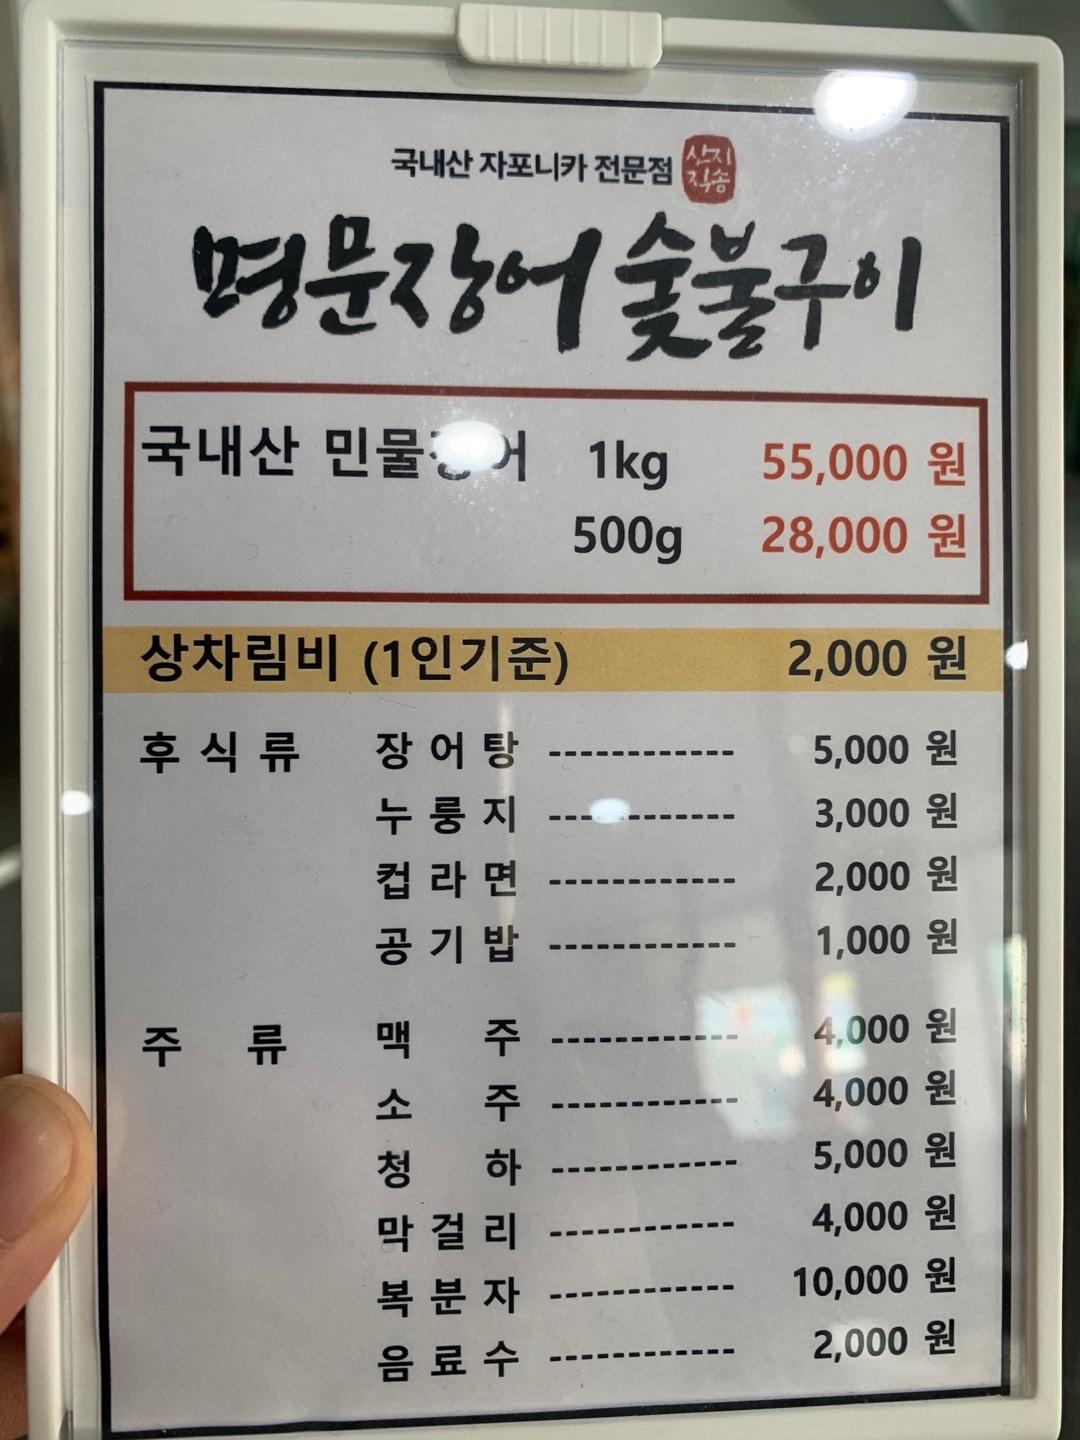 국내산 자포니카 전문점 산지
직송
명문장어 숯불구이
국내산 민물장어 1kg 55,000 원
500g 28,000 원
상차림비 (1인기준) 2,000 원
후 식 류 장 어 탕 ------------ 5,000 원
누 룽 지 ------------ 3,000 원
컵 라 면 ------------ 2,000 원
공 기 밥 ------------ 1,000 원
주 류 맥 주 ------------ 4,000 원
소 주 ------------ 4,000 원
청 하 ------------ 5,000 원
막 걸 리 ------------ 4,000 원
복 분 자 ------------ 10,000 원
음 료 수 ------------ 2,000 원